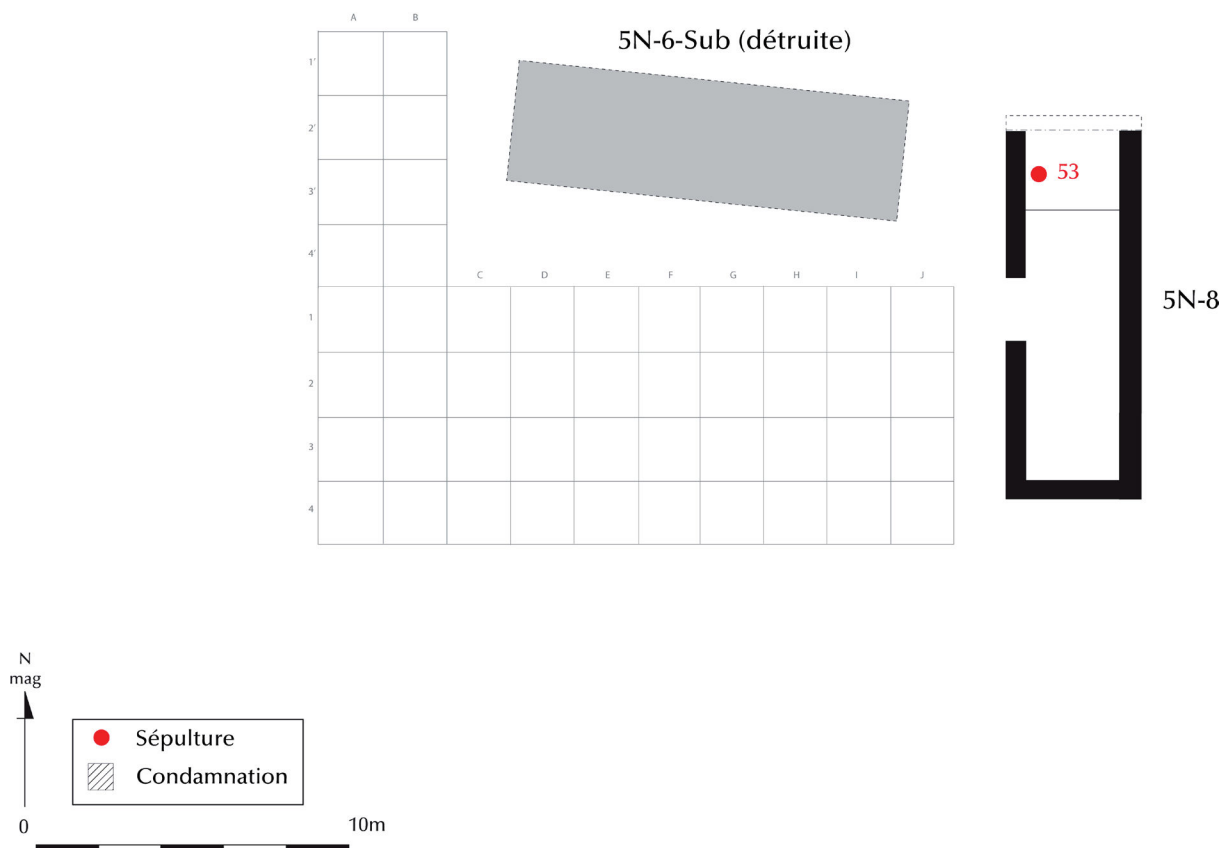 A B
5N-6-Sub (détruite)
1'
2'
3'
53
4'
C D E F G H I J
5N-8
1
2
3
4
N
mag
Sépulture
Condamnation
0 10m